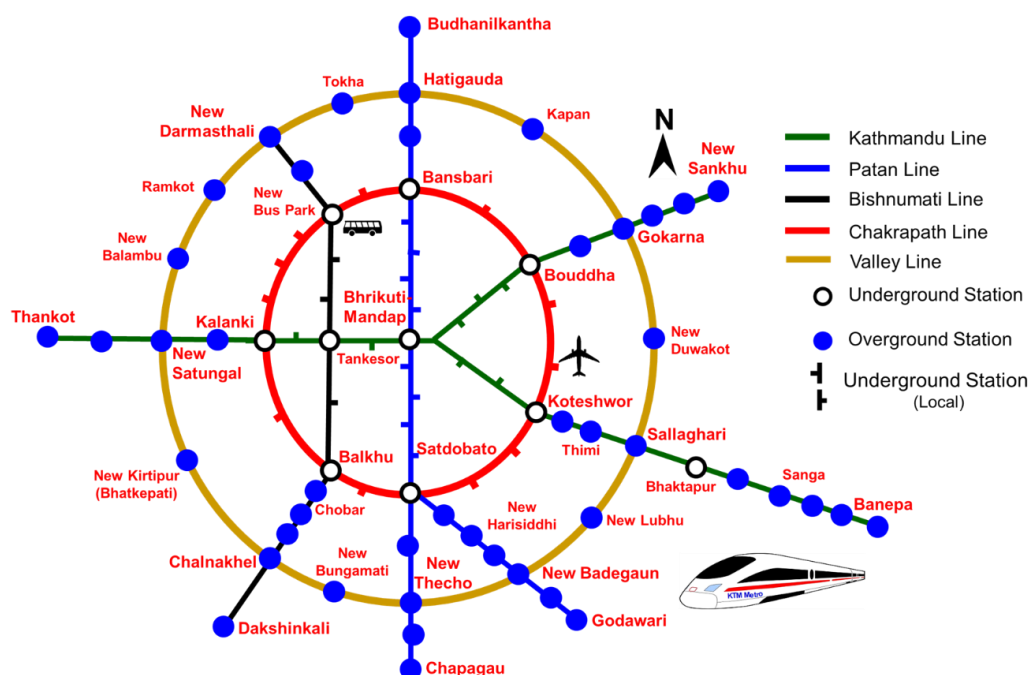 Budhanilkantha
Tokha
Hatigauda
New
Darmasthali
Kapan
N
New
Sankhu
Ramkot
New
Bus Park
Bansbari
Gokarna
New
Balambu
Bouddha
Thankot
Kalanki
Bhrikuti-
Mandap
New
Satungal
Tankesor
New
Duwakot
Koteshwor
Thimi
Sallaghari
Satdobato
Balkhu
Bhaktapur
Sanga
Banepa
New Kirtipur
(Bhatkepati)
Chobar
New
Harisiddhi
New Lubhu
Chalnakhel
New
Bungamati
New
Thecho
New Badegaun
Dakshinkali
Godawari
Chapagau
Kathmandu Line
Patan Line
Bishnumati Line
Chakrapath Line
Valley Line
Underground Station
Overground Station
Underground Station
(Local)
KTM Metro